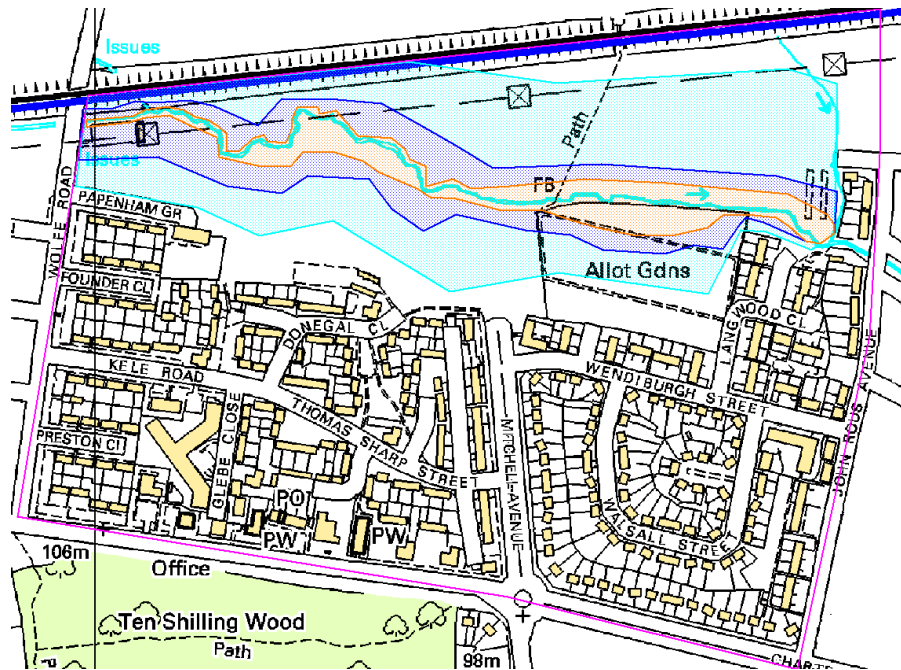 Issues
Path
Issues
FB
PAPENHAM GR
WOLFE ROAD
Allot Gdns
POUNDER CL
LANGWOOD CL
DONEGAL CL
KELE ROAD
WENDIBURGH STREET
JOHN ROUS AVENUE
THOMAS SHARP STREET
MITCHELL AVENUE
PRESTON Cl
GLEBE CLOSE
PO
WALSALL STREE
PW
PW
106m
Office
Ten Shilling Wood
Path
98m
P
CHARTE